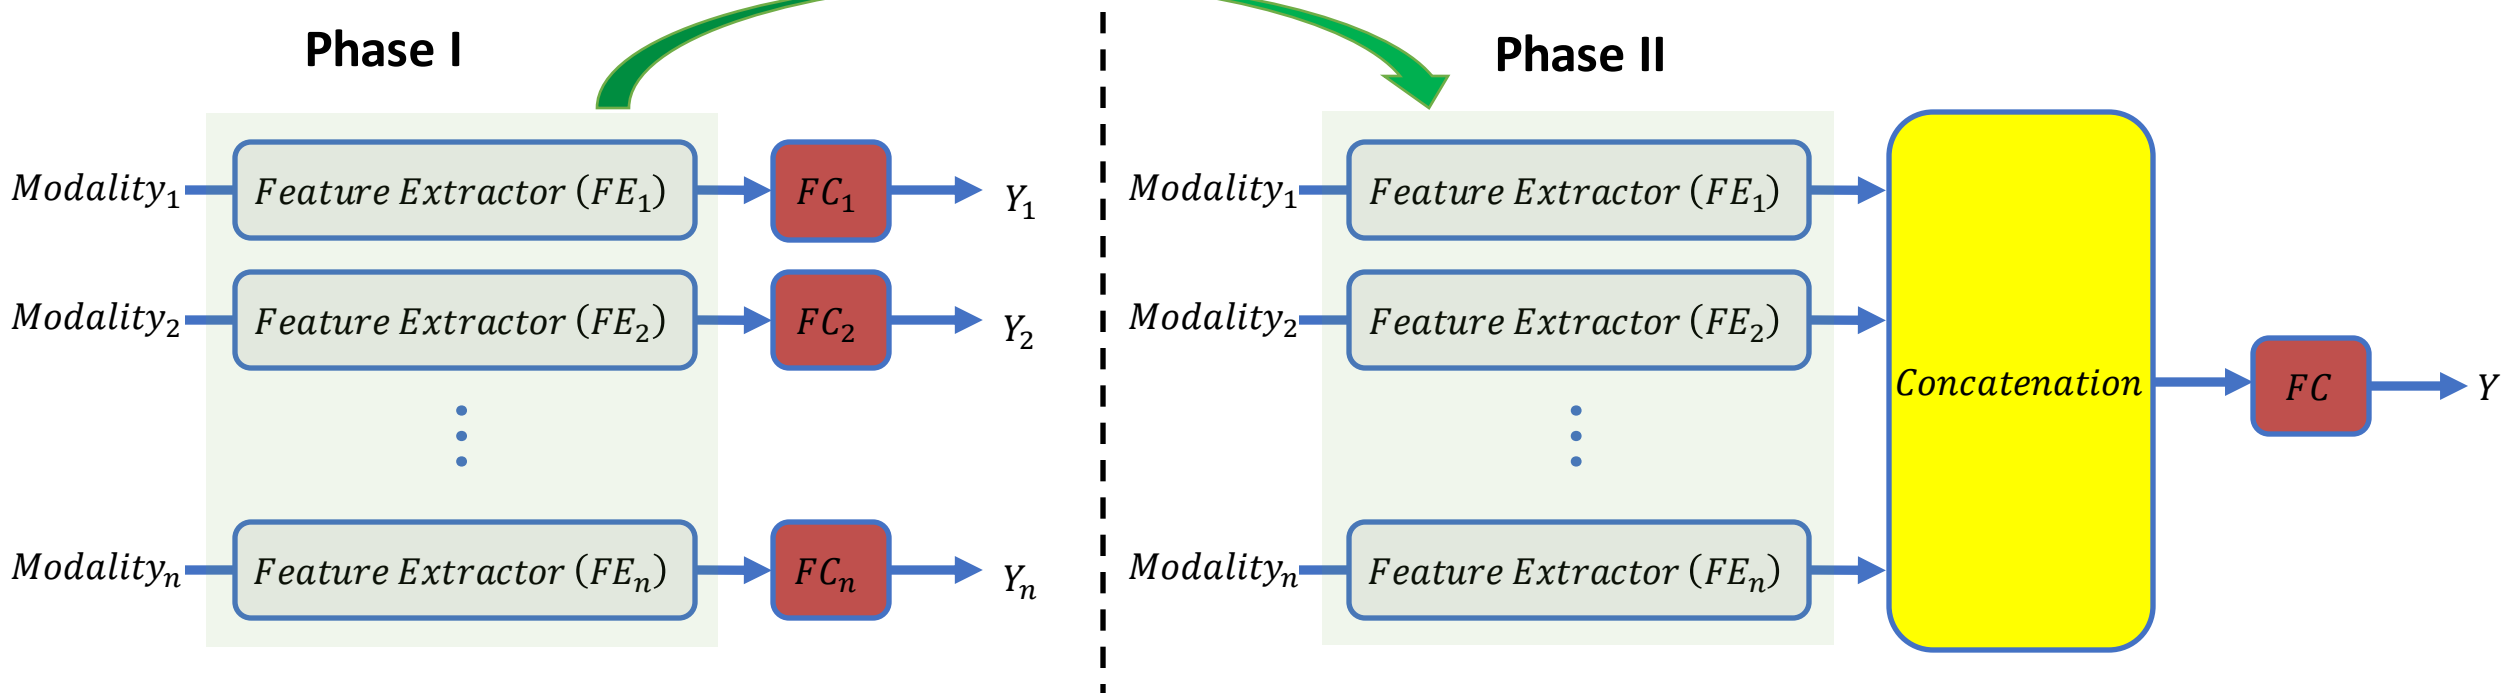 Phase I
Modality₁ Feature Extractor (FE₁) FC₁ Y₁
Modality₂ Feature Extractor (FE₂) FC₂ Y₂
Modalityₙ Feature Extractor (FEₙ) FCₙ Yₙ
Phase II
Modality₁ Feature Extractor (FE₁)
Modality₂ Feature Extractor (FE₂)
Modalityₙ Feature Extractor (FEₙ)
Concatenation
FC
Y